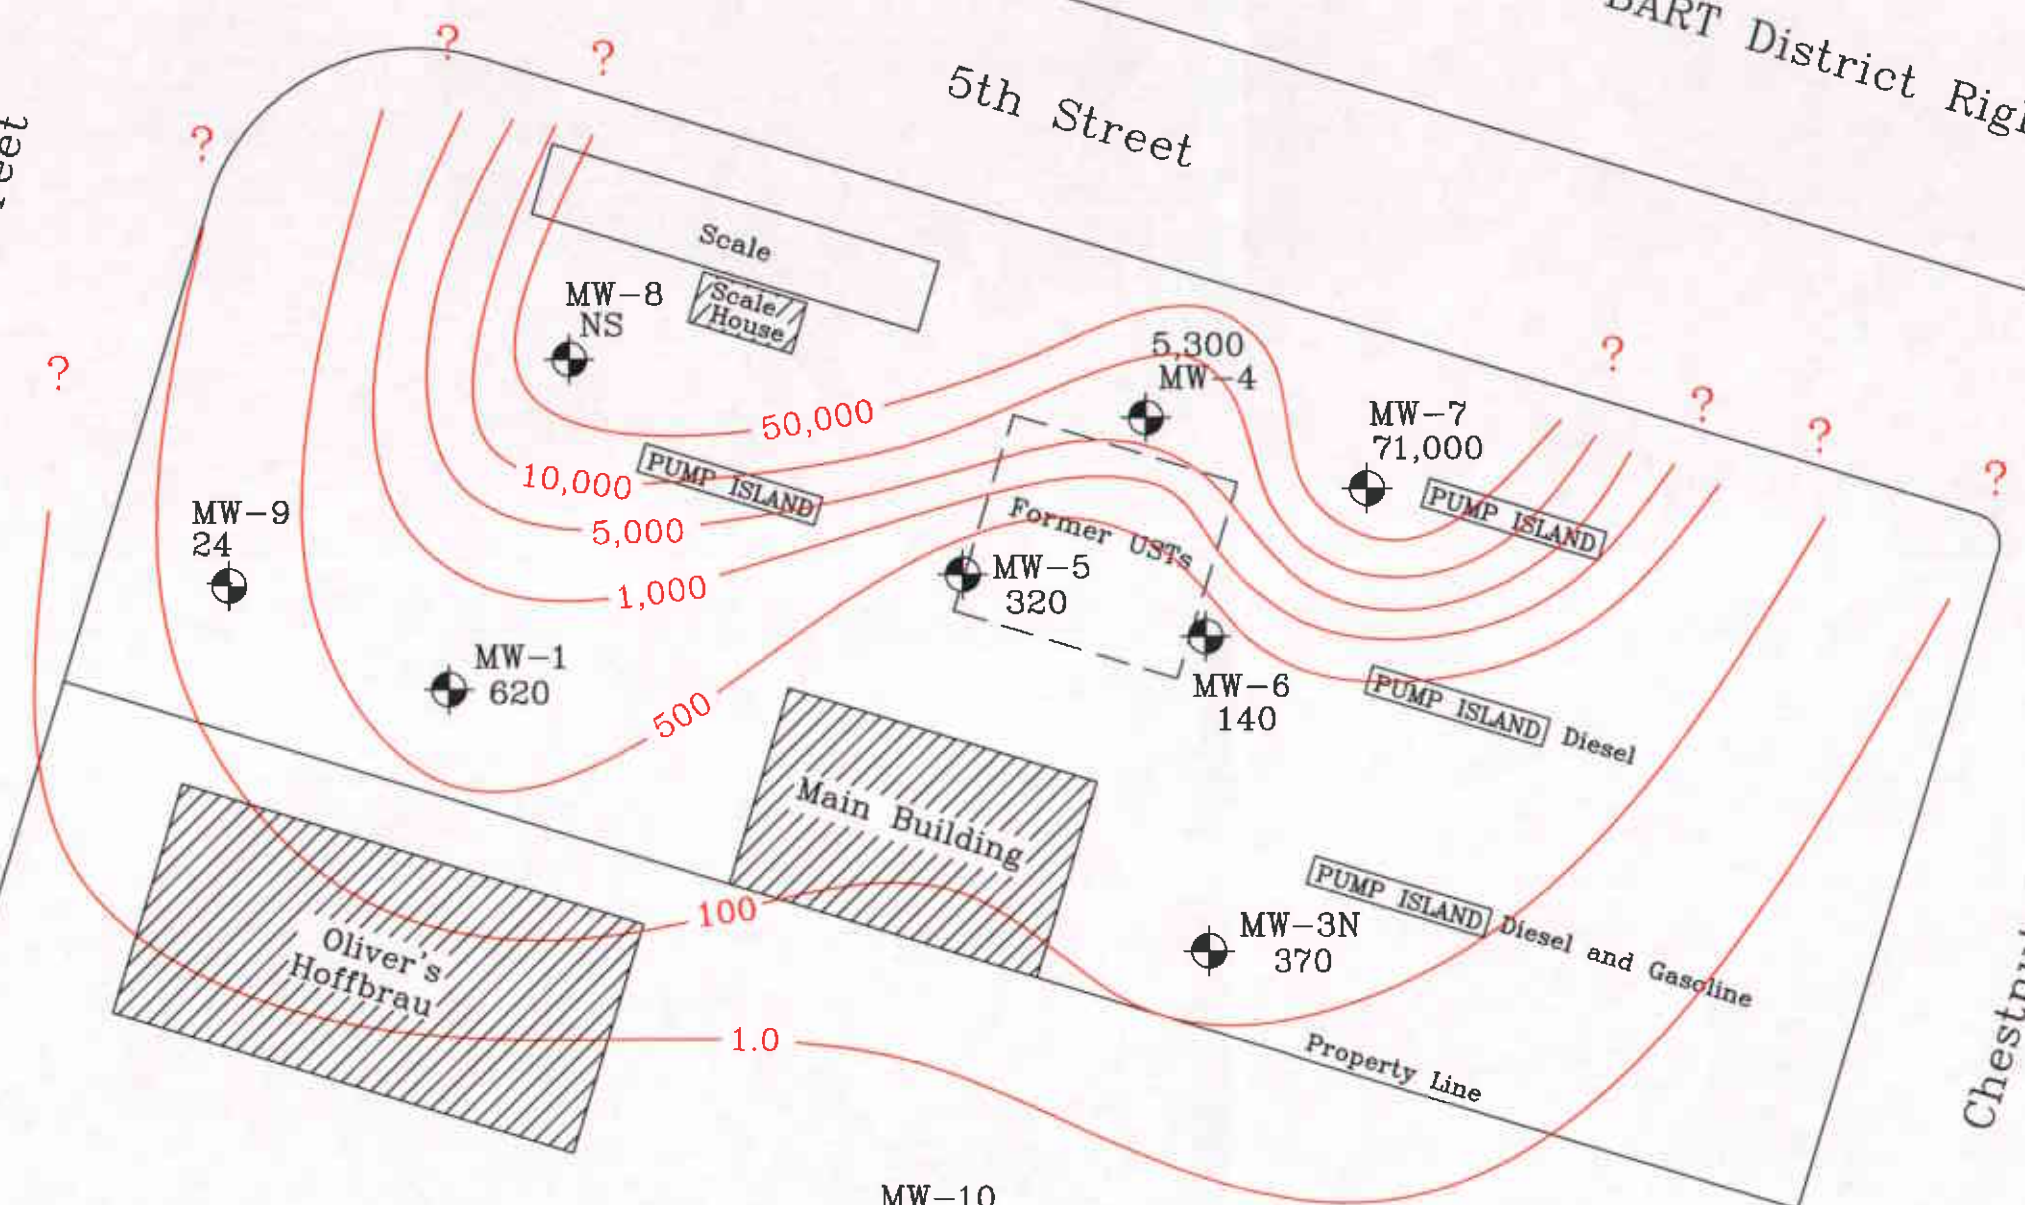 BART District
5th Street
?
?
?
Scale
MW-8
NS
Scale
House
5,300
MW-4
?
?
?
?
?
MW-7
71,000
50,000
10,000
PUMP ISLAND
PUMP ISLAND
5,000
MW-9
24
Former USTs
MW-5
320
1,000
MW-1
620
MW-6
140
500
PUMP ISLAND Diesel
Main Building
100
PUMP ISLAND Diesel and Gasoline
MW-3N
370
Oliver's
Hoffbrau
1.0
Property Line
MW-10